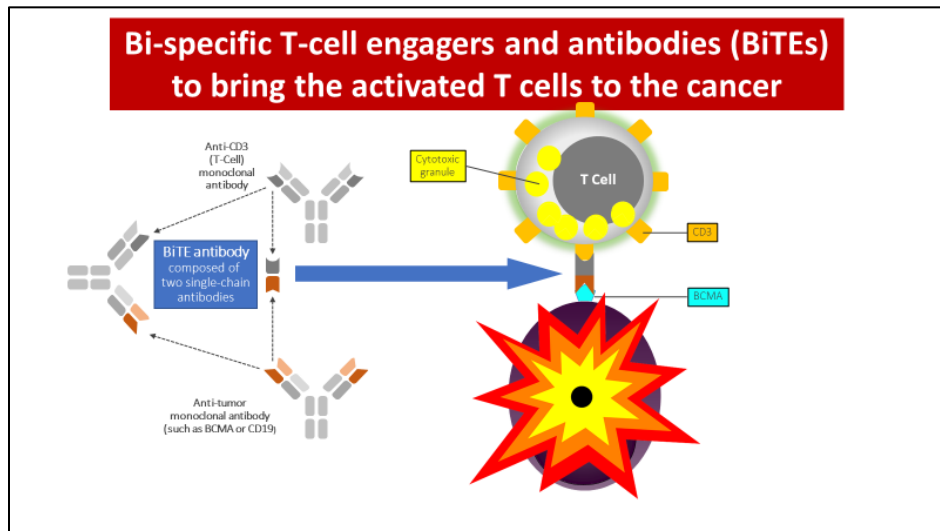 Bi-specific T-cell engagers and antibodies (BiTEs)
to bring the activated T cells to the cancer
Anti-CD3
(T-Cell)
monoclonal
antibody
BiTE antibody
composed of
two single-chain
antibodies
Anti-tumor
monoclonal antibody
(such as BCMA or CD19)
Cytotoxic
granule
T Cell
CD3
BCMA